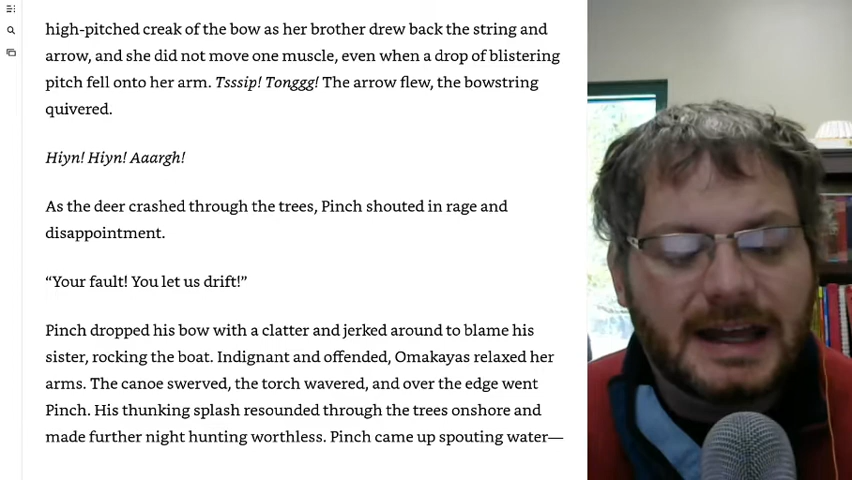 high-pitched creak of the bow as her brother drew back the string and
arrow, and she did not move one muscle, even when a drop of blistering
pitch fell onto her arm. Tsssip! Tonggg! The arrow flew, the bowstring
quivered.
Hiyn! Hiyn! Aaargh!
As the deer crashed through the trees, Pinch shouted in rage and
disappointment.
“Your fault! You let us drift!”
Pinch dropped his bow with a clatter and jerked around to blame his
sister, rocking the boat. Indignant and offended, Omakayas relaxed her
arms. The canoe swerved, the torch wavered, and over the edge went
Pinch. His thunking splash resounded through the trees onshore and
made further night hunting worthless. Pinch came up spouting water—